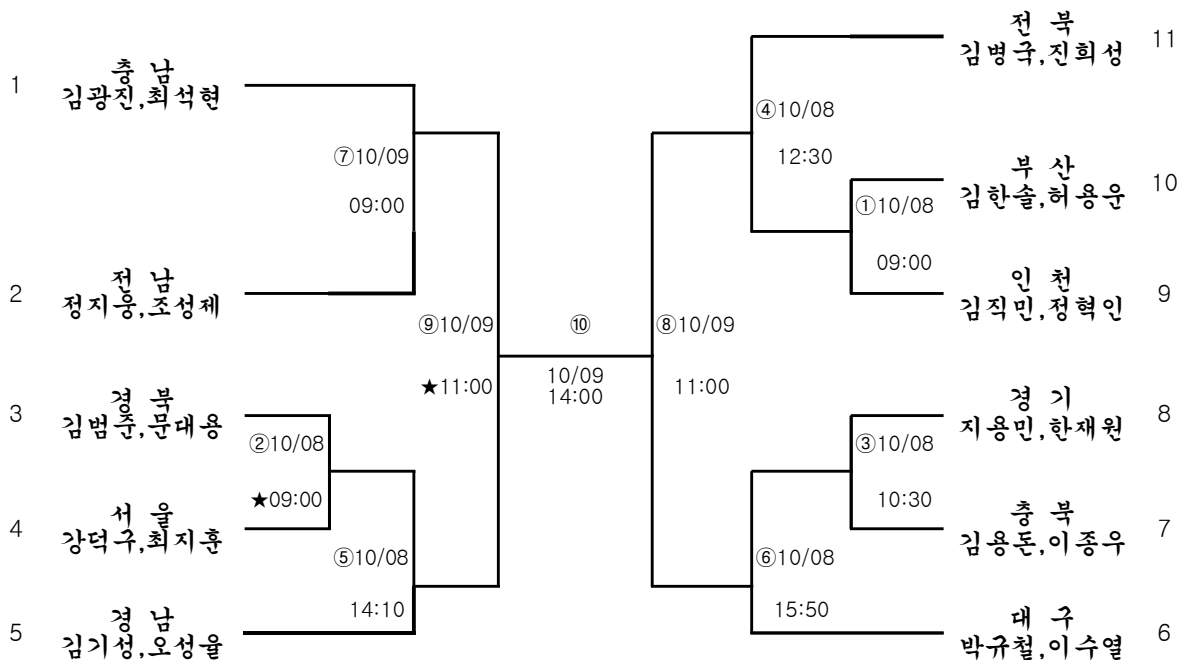 1
충 남
김광진,최석현
⑦10/09
09:00
2
전 남
정지웅,조성제
⑨10/09
★11:00
3
경 북
김범준,문대용
②10/08
★09:00
4
서 울
강덕구,최지훈
⑤10/08
14:10
5
경 남
김기성,오성율
⑩
10/09
14:00
전 북
김병국,진희성
11
④10/08
12:30
부 산
김한솔,허용운
10
①10/08
09:00
인 천
김직민,정혁인
9
⑧10/09
11:00
경 기
지용민,한재원
8
③10/08
10:30
충 북
김용돈,이종우
7
⑥10/08
15:50
대 구
박규철,이수열
6